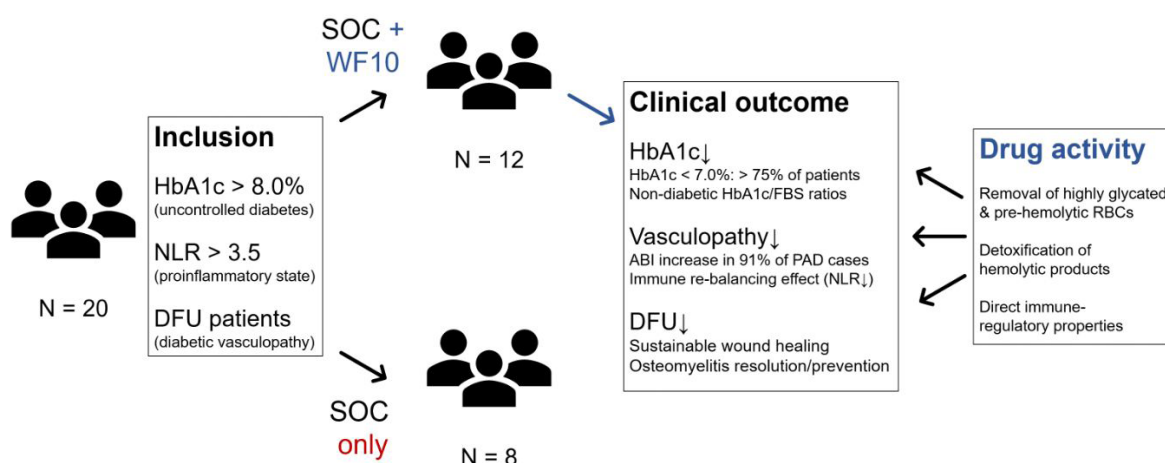 N = 20
Inclusion
HbA1c > 8.0%
(uncontrolled diabetes)
NLR > 3.5
(proinflammatory state)
DFU patients
(diabetic vasculopathy)
SOC +
WF10
N = 12
SOC
only
N = 8
Clinical outcome
HbA1c↓
HbA1c < 7.0%: > 75% of patients
Non-diabetic HbA1c/FBS ratios
Vasculopathy↓
ABI increase in 91% of PAD cases
Immune re-balancing effect (NLR↓)
DFU↓
Sustainable wound healing
Osteomyelitis resolution/prevention
Drug activity
Removal of highly glycated
& pre-hemolytic RBCs
Detoxification of
hemolytic products
Direct immune-
regulatory properties